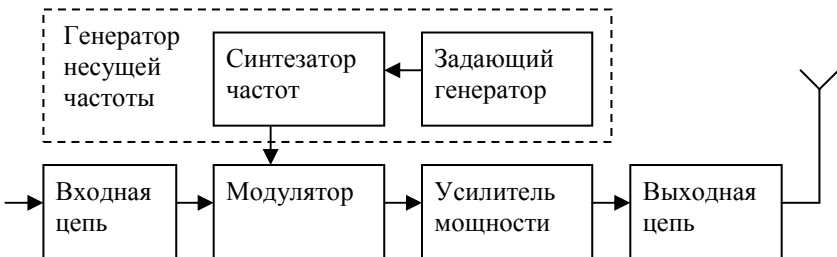 Генератор
несущей
частоты
Синтезатор
частот
Задающий
генератор
Входная
цепь
Модулятор
Усилитель
мощности
Выходная
цепь